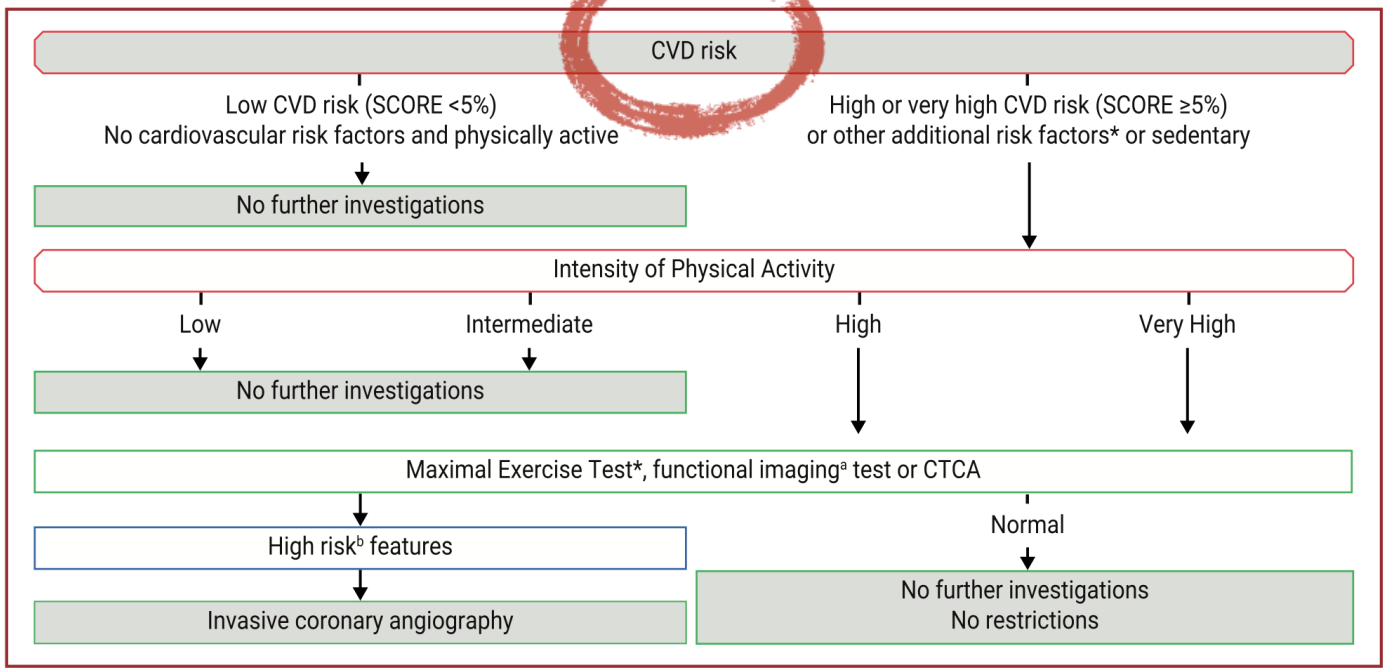 CVD risk
Low CVD risk (SCORE <5%)
No cardiovascular risk factors and physically active
High or very high CVD risk (SCORE ≥5%)
or other additional risk factors* or sedentary
No further investigations
Intensity of Physical Activity
Low
Intermediate
High
Very High
No further investigations
Maximal Exercise Test*, functional imagingᵃ test or CTCA
High riskᵇ features
Normal
Invasive coronary angiography
No further investigations
No restrictions